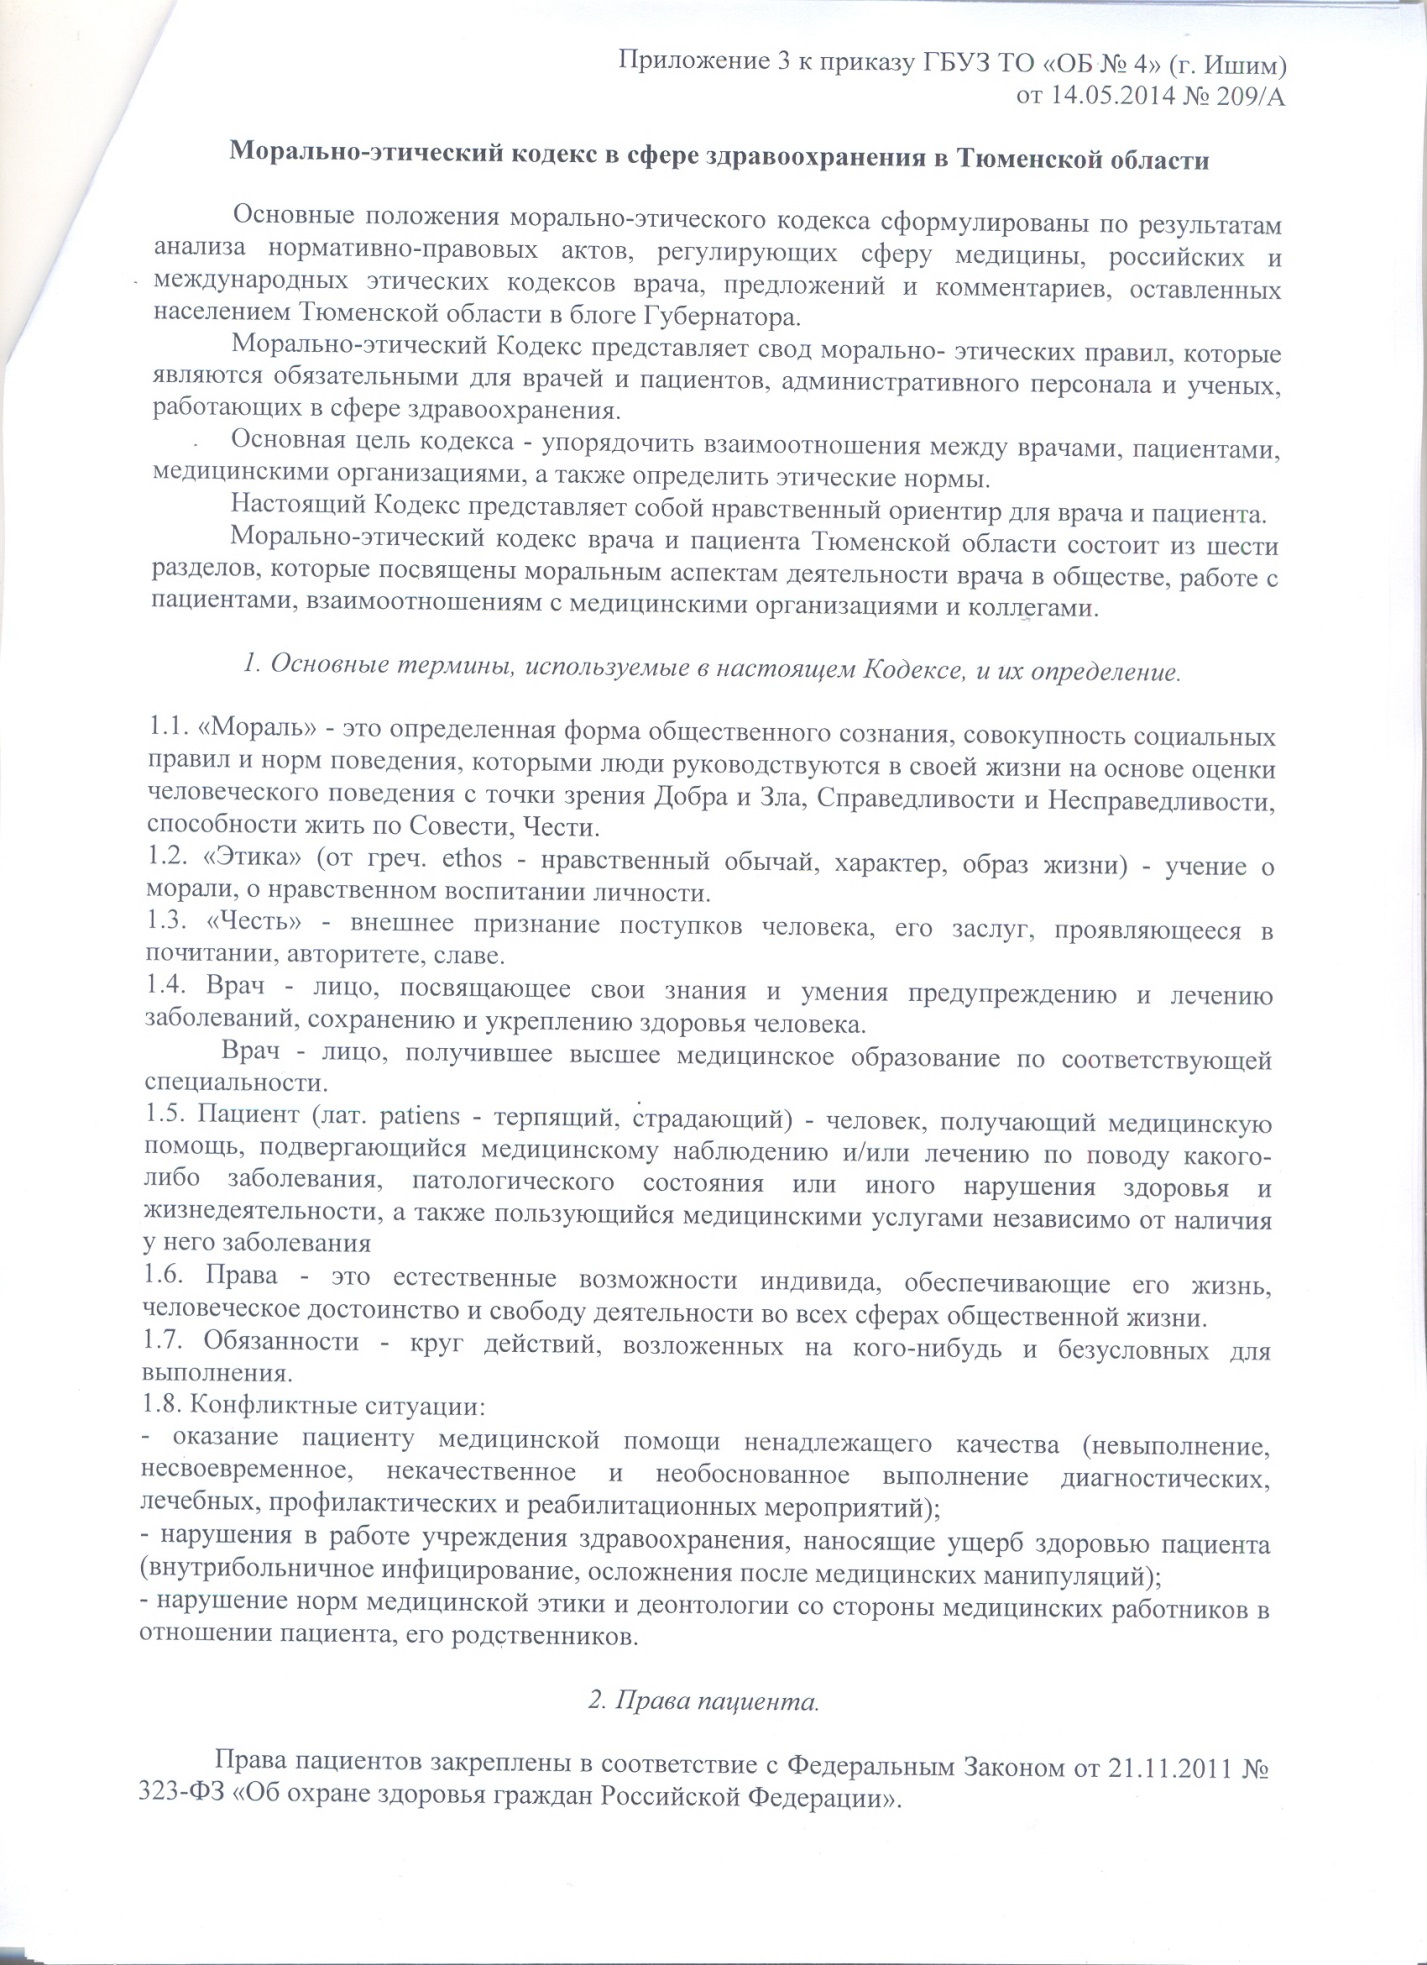 Приложение 3 к приказу ГБУЗ ТО «ОБ № 4» (г. Ишим)
от 14.05.2014 № 209/А
Морально-этический кодекс в сфере здравоохранения в Тюменской области
Основные положения морально-этического кодекса сформулированы по результатам
анализа нормативно-правовых актов, регулирующих сферу медицины, российских и
международных этических кодексов врача, предложений и комментариев, оставленных
населением Тюменской области в блоге Губернатора.
Морально-этический Кодекс представляет свод морально- этических правил, которые
являются обязательными для врачей и пациентов, административного персонала и ученых,
работающих в сфере здравоохранения.
Основная цель кодекса - упорядочить взаимоотношения между врачами, пациентами,
медицинскими организациями, а также определить этические нормы.
Настоящий Кодекс представляет собой нравственный ориентир для врача и пациента.
Морально-этический кодекс врача и пациента Тюменской области состоит из шести
разделов, которые посвящены моральным аспектам деятельности врача в обществе, работе с
пациентами, взаимоотношениям с медицинскими организациями и коллегами.
1. Основные термины, используемые в настоящем Кодексе, и их определение.
1.1. «Мораль» - это определенная форма общественного сознания, совокупность социальных
правил и норм поведения, которыми люди руководствуются в своей жизни на основе оценки
человеческого поведения с точки зрения Добра и Зла, Справедливости и Несправедливости,
способности жить по Совести, Чести.
1.2. «Этика» (от греч. ethos - нравственный обычай, характер, образ жизни) - учение о
морали, о нравственном воспитании личности.
1.3. «Честь» - внешнее признание поступков человека, его заслуг, проявляющееся в
почитании, авторитете, славе.
1.4. Врач - лицо, посвящающее свои знания и умения предупреждению и лечению
заболеваний, сохранению и укреплению здоровья человека.
Врач - лицо, получившее высшее медицинское образование по соответствующей
специальности.
1.5. Пациент (лат. patiens - терпящий, страдающий) - человек, получающий медицинскую
помощь, подвергающийся медицинскому наблюдению и/или лечению по поводу какого-
либо заболевания, патологического состояния или иного нарушения здоровья и
жизнедеятельности, а также пользующийся медицинскими услугами независимо от наличия
у него заболевания
1.6. Права - это естественные возможности индивида, обеспечивающие его жизнь,
человеческое достоинство и свободу деятельности во всех сферах общественной жизни.
1.7. Обязанности - круг действий, возложенных на кого-нибудь и безусловных для
выполнения.
1.8. Конфликтные ситуации:
- оказание пациенту медицинской помощи ненадлежащего качества (невыполнение,
несвоевременное, некачественное и необоснованное выполнение диагностических,
лечебных, профилактических и реабилитационных мероприятий);
- нарушения в работе учреждения здравоохранения, наносящие ущерб здоровью пациента
(внутрибольничное инфицирование, осложнения после медицинских манипуляций);
- нарушение норм медицинской этики и деонтологии со стороны медицинских работников в
отношении пациента, его родственников.
2. Права пациента.
Права пациентов закреплены в соответствие с Федеральным Законом от 21.11.2011 №
323-ФЗ «Об охране здоровья граждан Российской Федерации».